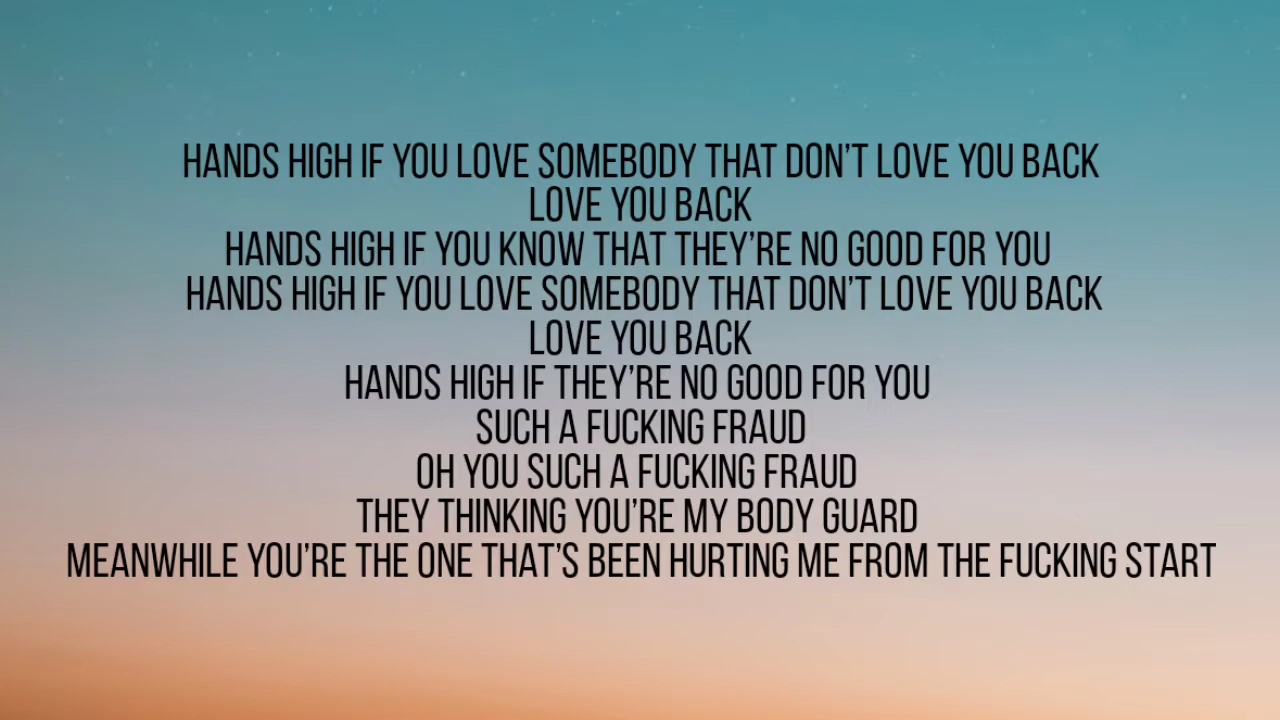 HANDS HIGH IF YOU LOVE SOMEBODY THAT DON'T LOVE YOU BACK
LOVE YOU BACK
HANDS HIGH IF YOU KNOW THAT THEY'RE NO GOOD FOR YOU
HANDS HIGH IF YOU LOVE SOMEBODY THAT DON'T LOVE YOU BACK
LOVE YOU BACK
HANDS HIGH IF THEY'RE NO GOOD FOR YOU
SUCH A FUCKING FRAUD
OH YOU SUCH A FUCKING FRAUD
THEY THINKING YOU'RE MY BODY GUARD
MEANWHILE YOU'RE THE ONE THAT'S BEEN HURTING ME FROM THE FUCKING START